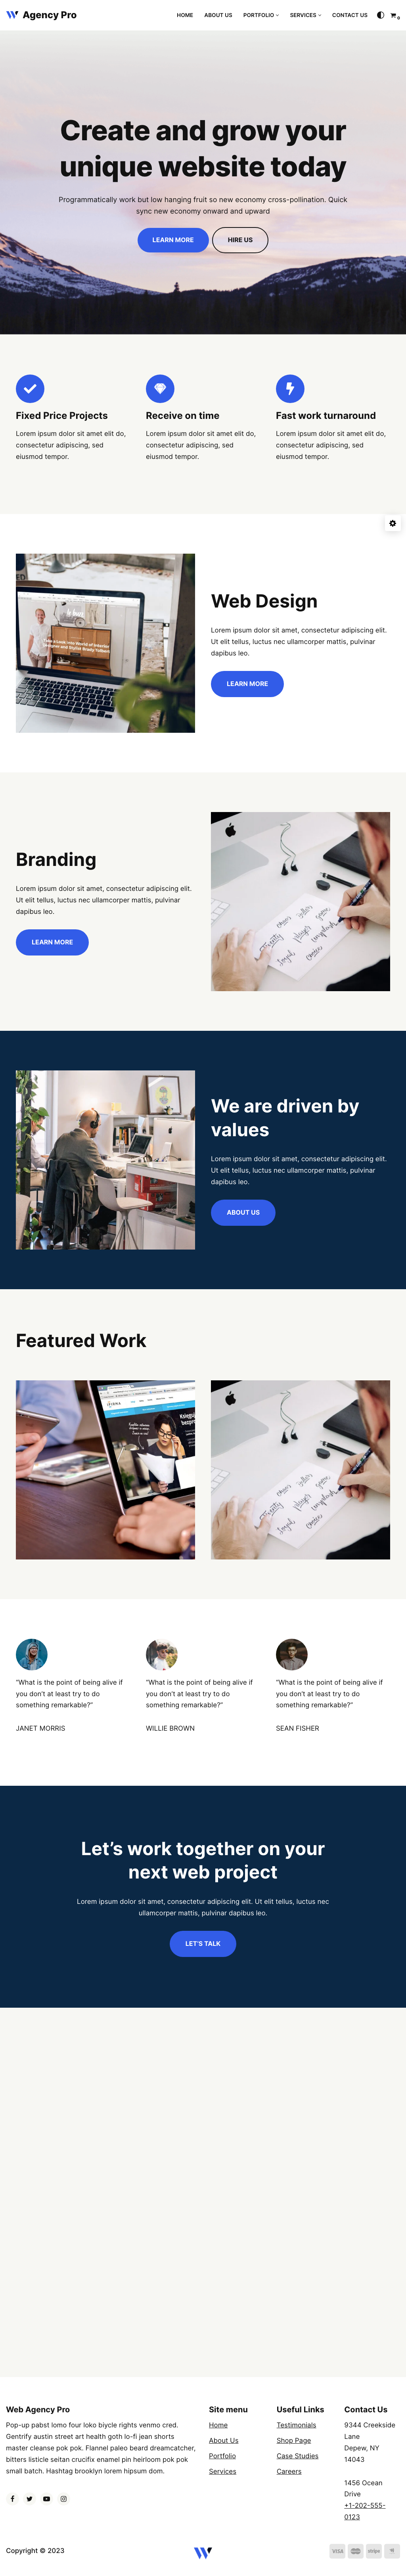 Agency Pro
HOME ABOUT US PORTFOLIO SERVICES CONTACT US 0
Create and grow your
unique website today
Programmatically work but low hanging fruit so new economy cross-pollination. Quick
sync new economy onward and upward
LEARN MORE HIRE US
Fixed Price Projects
Lorem ipsum dolor sit amet elit do,
consectetur adipiscing, sed
eiusmod tempor.
Receive on time
Lorem ipsum dolor sit amet elit do,
consectetur adipiscing, sed
eiusmod tempor.
Fast work turnaround
Lorem ipsum dolor sit amet elit do,
consectetur adipiscing, sed
eiusmod tempor.
Web Design
Lorem ipsum dolor sit amet, consectetur adipiscing elit.
Ut elit tellus, luctus nec ullamcorper mattis, pulvinar
dapibus leo.
LEARN MORE
Branding
Lorem ipsum dolor sit amet, consectetur adipiscing elit.
Ut elit tellus, luctus nec ullamcorper mattis, pulvinar
dapibus leo.
LEARN MORE
We are driven by
values
Lorem ipsum dolor sit amet, consectetur adipiscing elit.
Ut elit tellus, luctus nec ullamcorper mattis, pulvinar
dapibus leo.
ABOUT US
Featured Work
“What is the point of being alive if
you don’t at least try to do
something remarkable?”
JANET MORRIS
“What is the point of being alive if
you don’t at least try to do
something remarkable?”
WILLIE BROWN
“What is the point of being alive if
you don’t at least try to do
something remarkable?”
SEAN FISHER
Let’s work together on your
next web project
Lorem ipsum dolor sit amet, consectetur adipiscing elit. Ut elit tellus, luctus nec
ullamcorper mattis, pulvinar dapibus leo.
LET'S TALK
Web Agency Pro
Pop-up pabst lomo four loko biycle rights venmo cred.
Gentrify austin street art health goth lo-fi jean shorts
master cleanse pok pok. Flannel paleo beard dreamcatcher,
bitters listicle seitan crucifix enamel pin heirloom pok pok
small batch. Hashtag brooklyn lorem hipsum mon.
Site menu
Home
About Us
Portfolio
Services
Useful Links
Testimonials
Shop Page
Case Studies
Careers
Contact Us
9344 Creekside
Lane
Depew, NY
14043
1456 Ocean
Drive
+1-202-555-
0123
Copyright © 2023
VISA stripe